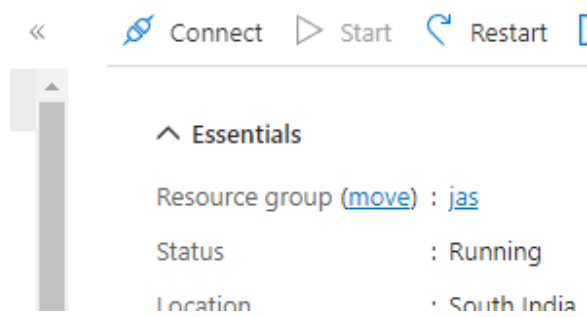 « Connect Start Restart
Essentials
Resource group (move) : jas
Status : Running
Location : South India